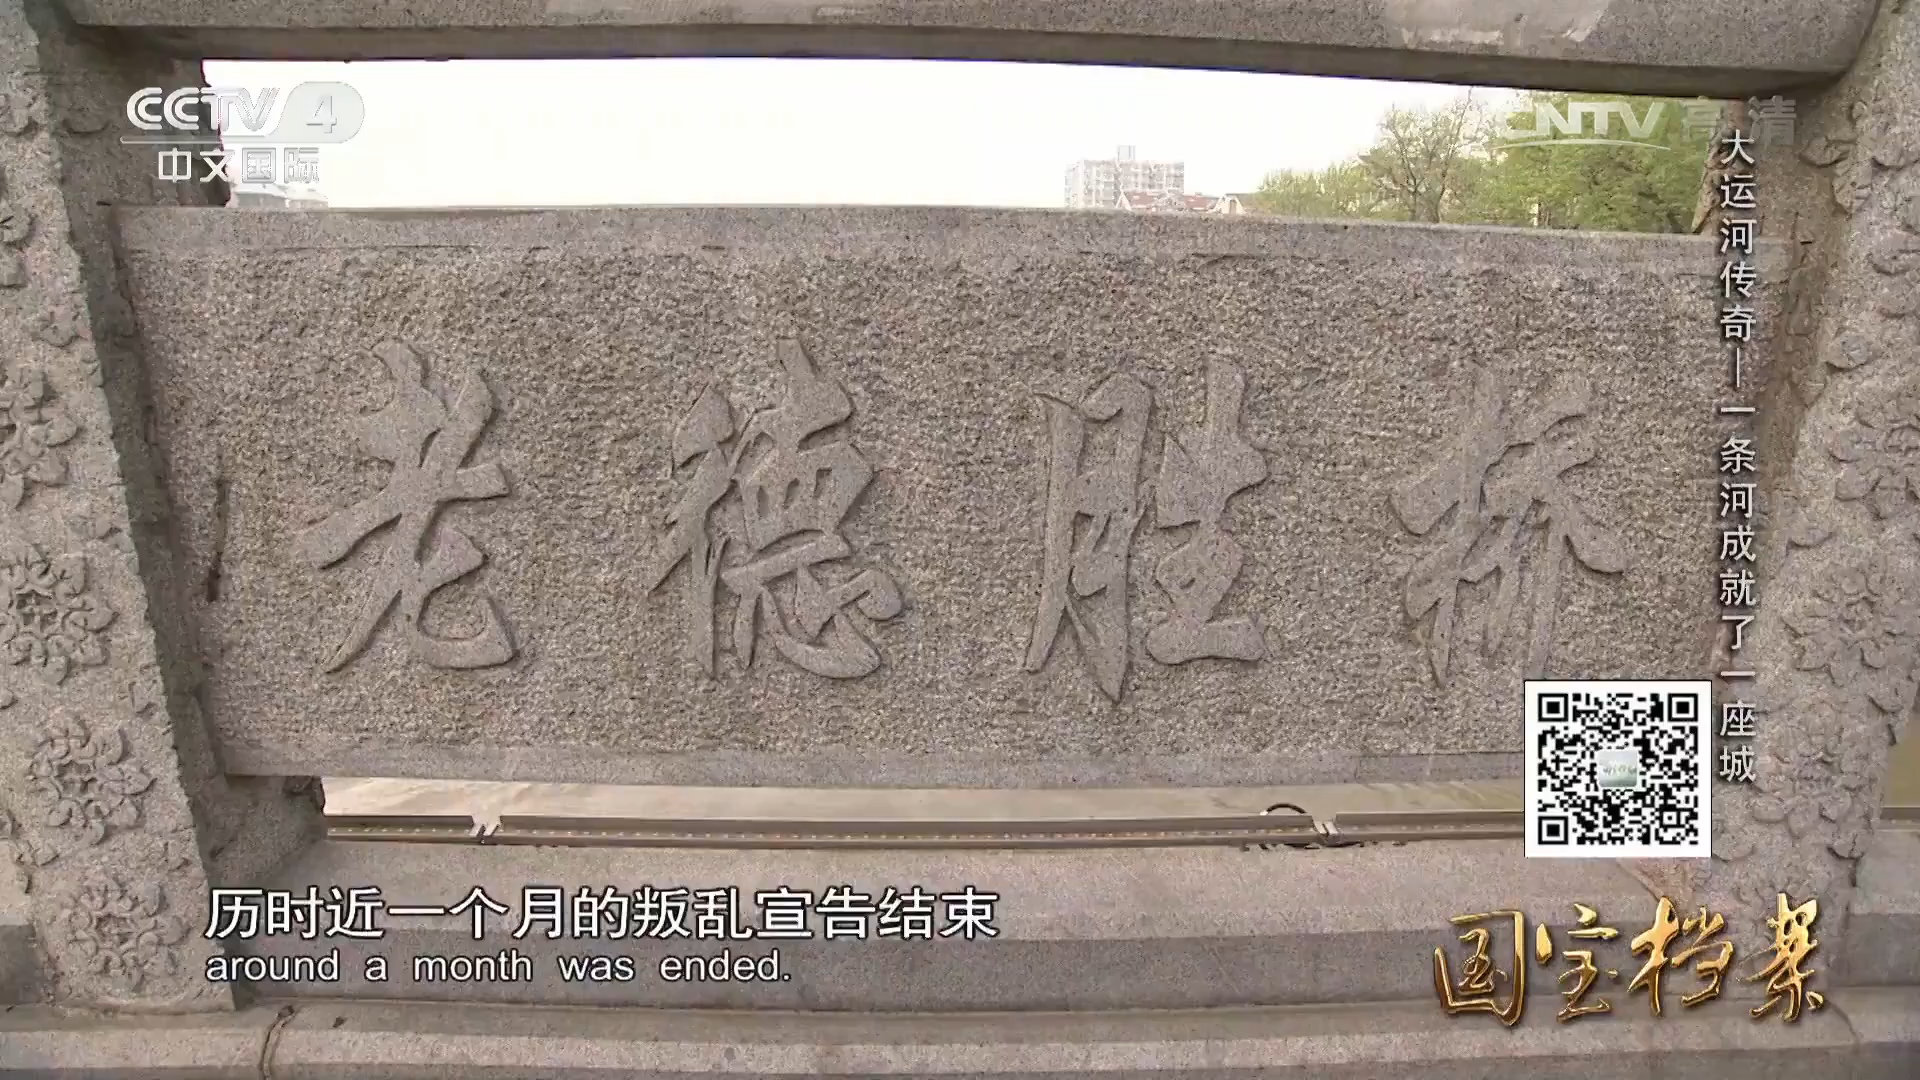 CCTV 4
中文国际
CNTV 高清
大运河传奇—一条河成就了一座城
老德胜桥
历时近一个月的叛乱宣告结束
around a month was ended.
国宝档案